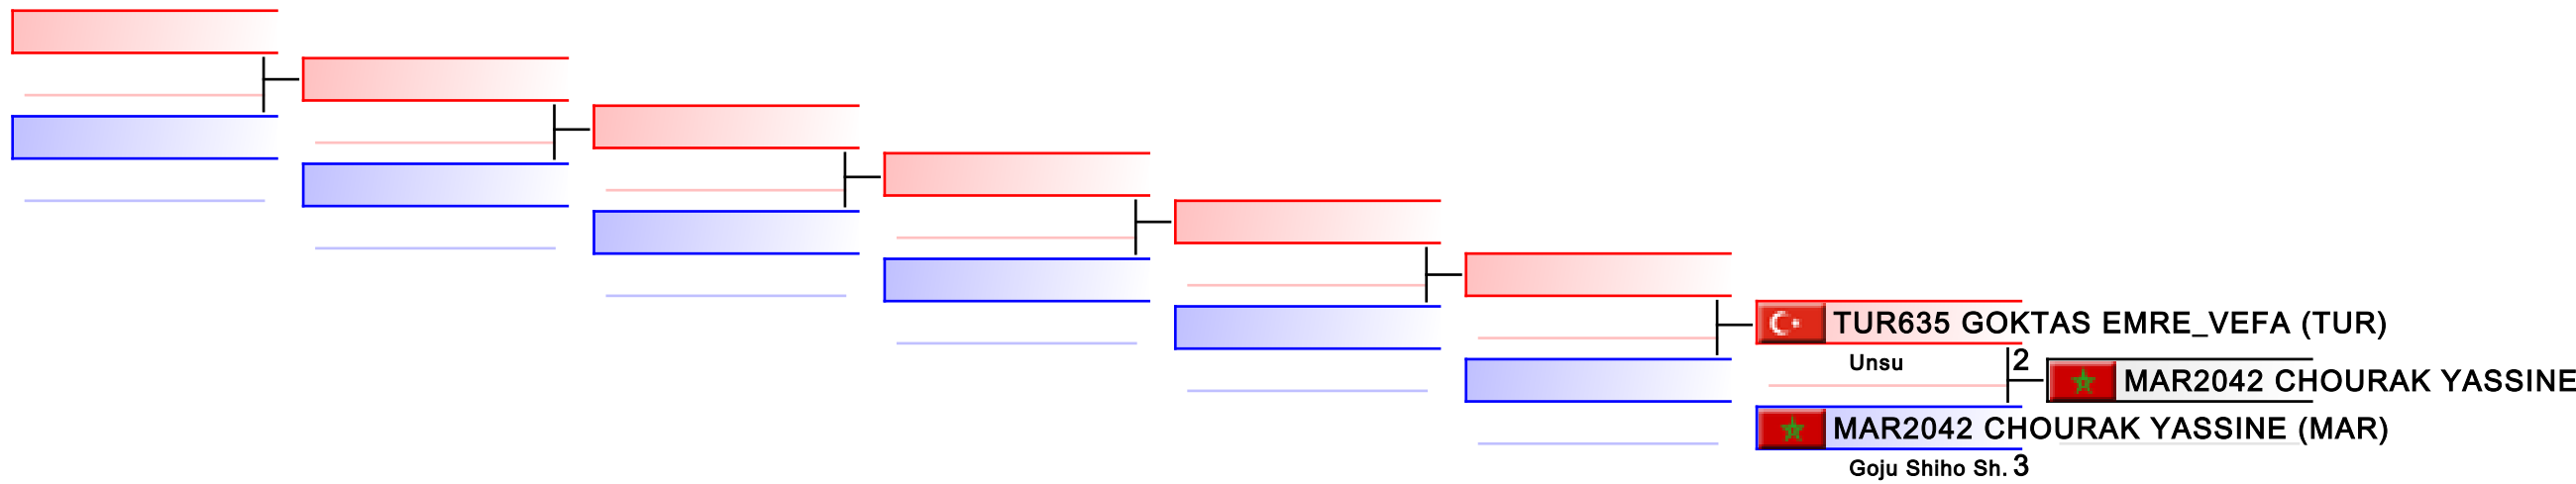 TUR635 GOKTAS EMRE_VEFA (TUR)
Unsu 2
MAR2042 CHOURAK YASSINE
MAR2042 CHOURAK YASSINE (MAR)
Goju Shiho Sh. 3